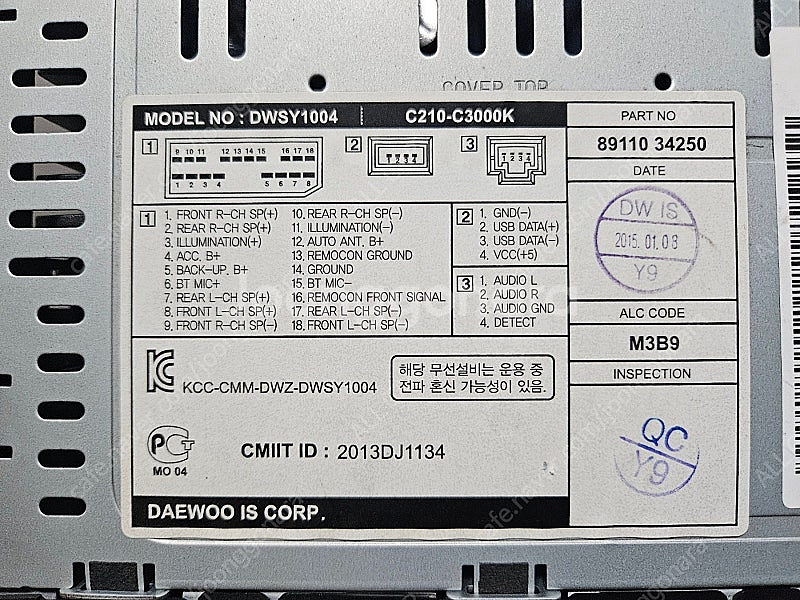 COVER TOP
MODEL NO : DWSY1004 C210-C3000K
PART NO
89110 34250
DATE
DW IS
2015. 01. 08
Y9
ALC CODE
M3B9
INSPECTION
QC
Y9
1
9 10 11 12 13 14 15 16 17 18
1 2 3 4 5 6 7 8
2
1 2 3 4
3
1 2 3 4
1
1. FRONT R-CH SP(+)
2. REAR R-CH SP(+)
3. ILLUMINATION(+)
4. ACC. B+
5. BACK-UP. B+
6. BT MIC+
7. REAR L-CH SP(+)
8. FRONT L-CH SP(+)
9. FRONT R-CH SP(-)
10. REAR R-CH SP(-)
11. ILLUMINATION(-)
12. AUTO ANT. B+
13. REMOCON GROUND
14. GROUND
15. BT MIC-
16. REMOCON FRONT SIGNAL
17. REAR L-CH SP(-)
18. FRONT L-CH SP(-)
2
1. GND(-)
2. USB DATA(+)
3. USB DATA(-)
4. VCC(+5)
3
1. AUDIO L
2. AUDIO R
3. AUDIO GND
4. DETECT
KCC-CMM-DWZ-DWSY1004
해당 무선설비는 운용 중
전파 혼신 가능성이 있음.
MO 04
CMIIT ID : 2013DJ1134
DAEWOO IS CORP.